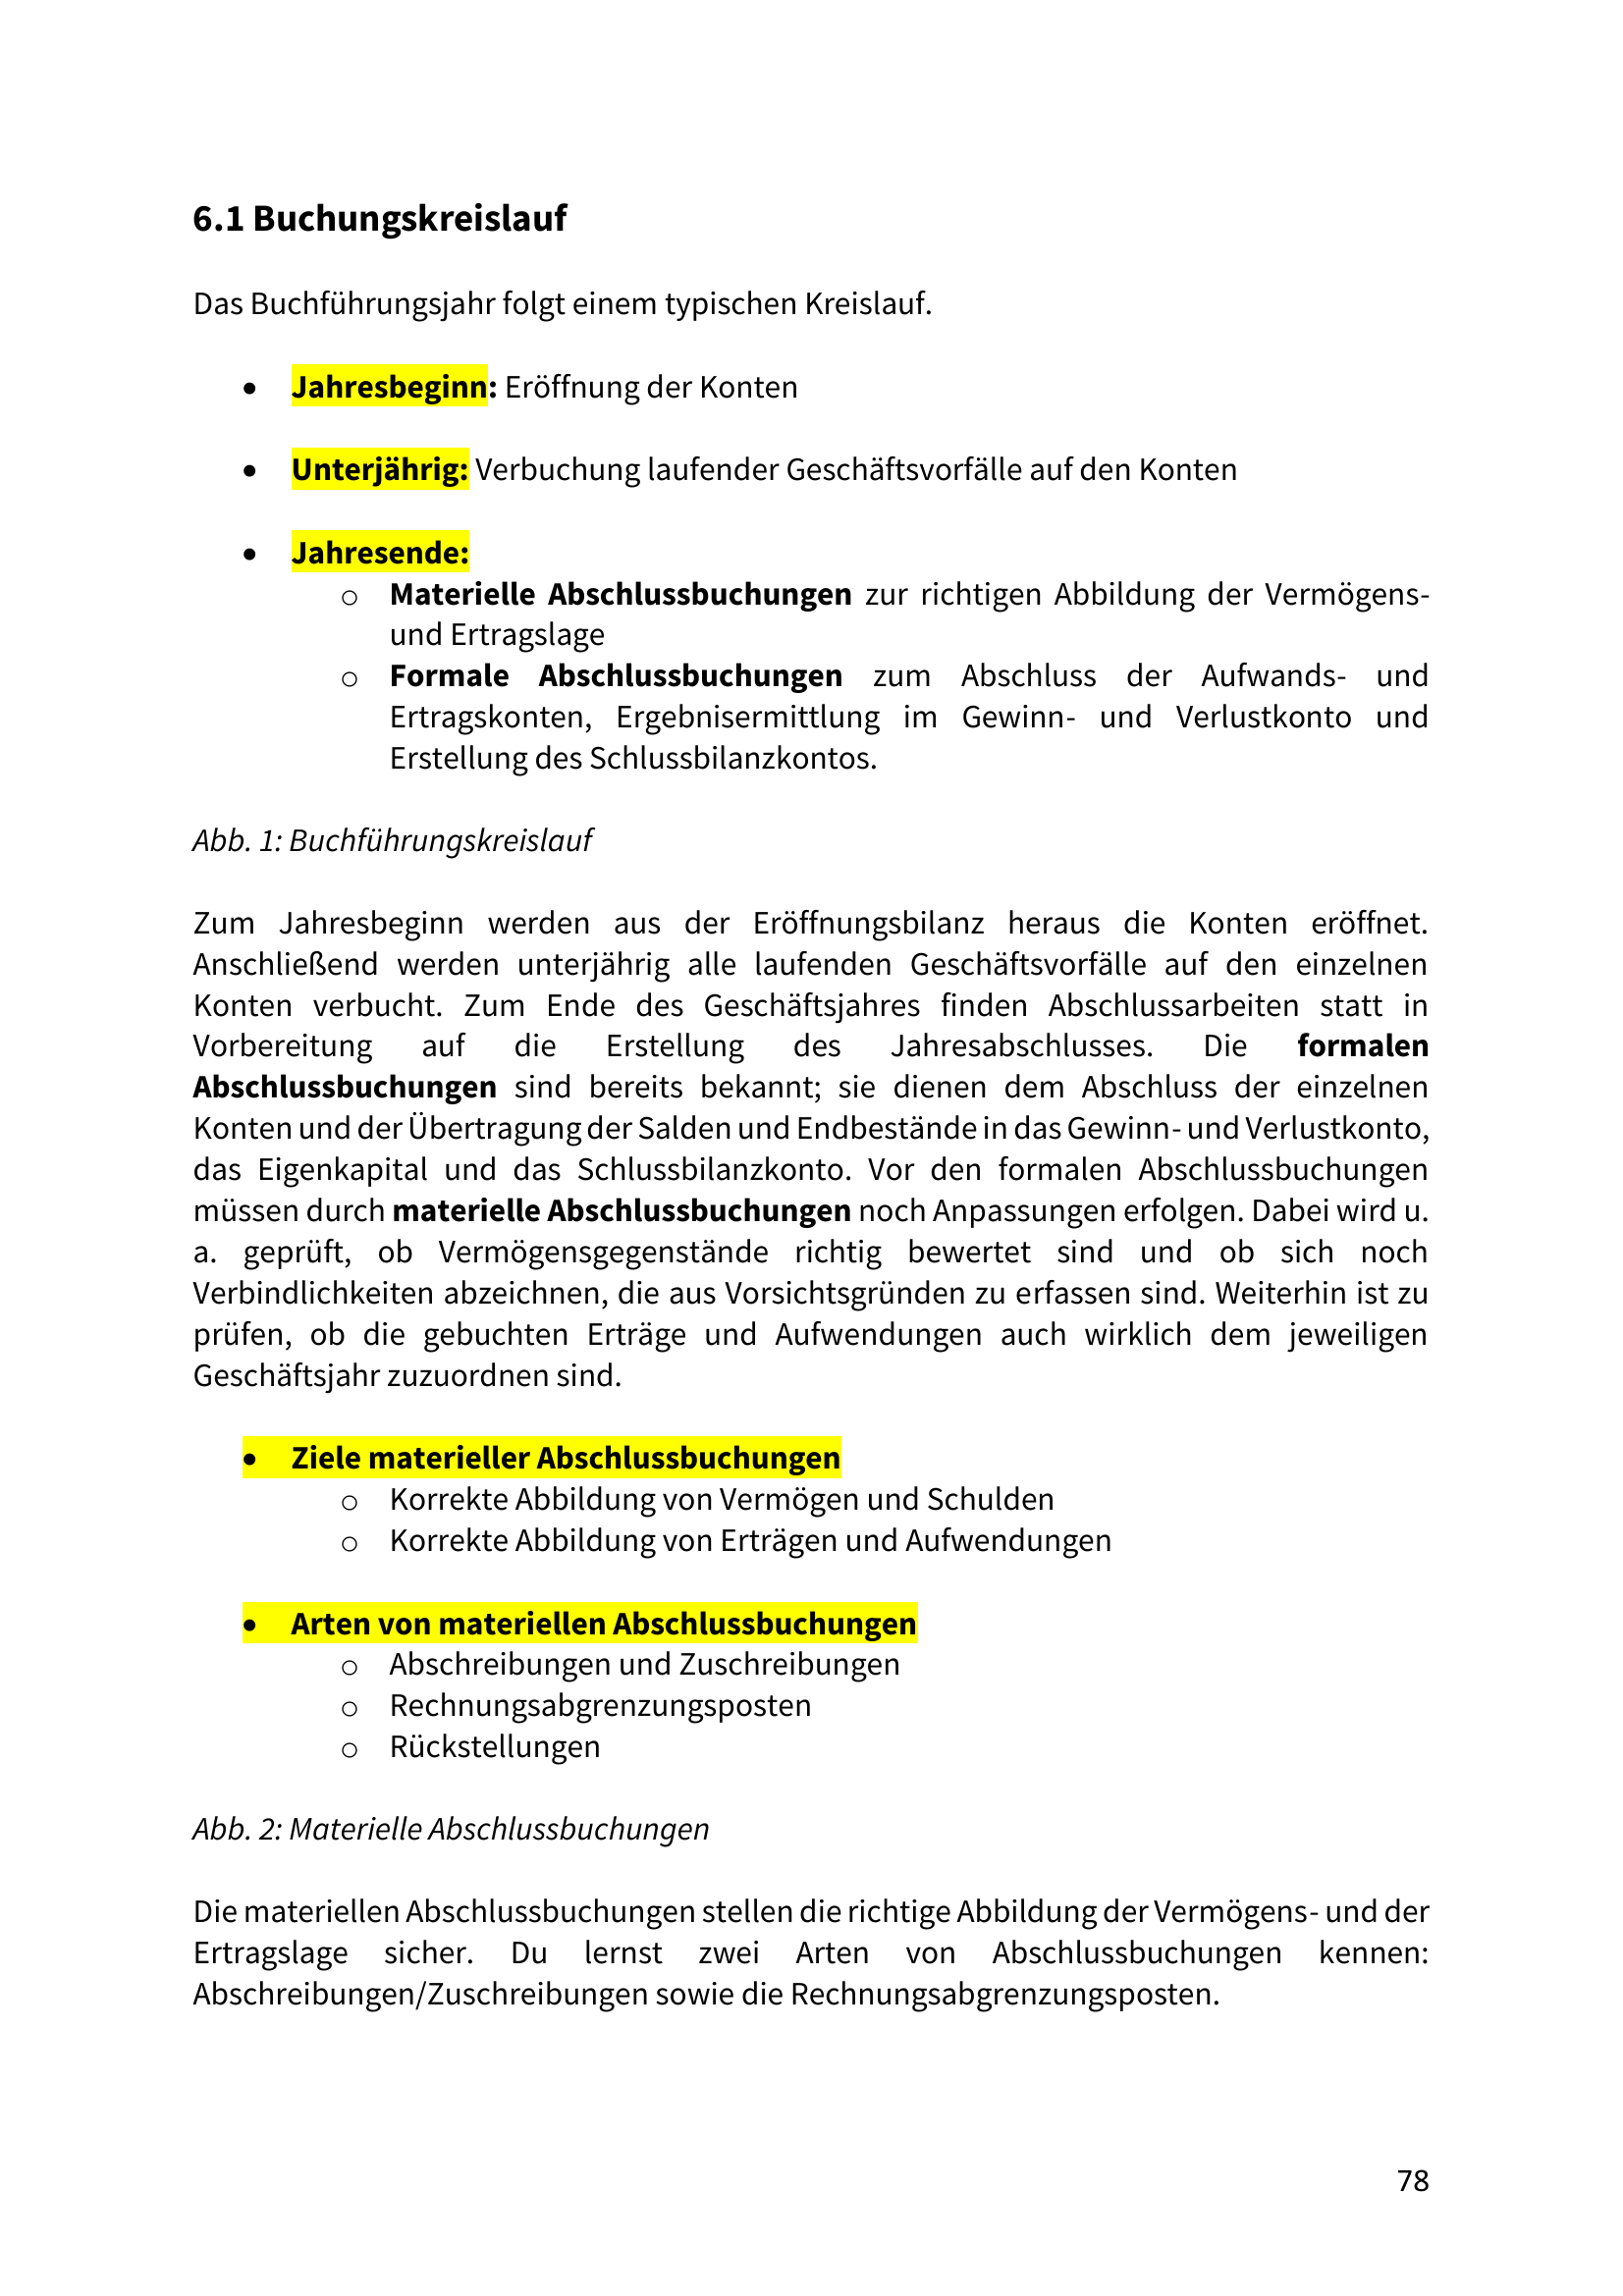 6.1 Buchungskreislauf
Das Buchführungsjahr folgt einem typischen Kreislauf.
• Jahresbeginn: Eröffnung der Konten
• Unterjährig: Verbuchung laufender Geschäftsvorfälle auf den Konten
• Jahresende:
o Materielle Abschlussbuchungen zur richtigen Abbildung der Vermögens-
und Ertragslage
o Formale Abschlussbuchungen zum Abschluss der Aufwands- und
Ertragskonten, Ergebnisermittlung im Gewinn- und Verlustkonto und
Erstellung des Schlussbilanzkontos.
Abb. 1: Buchführungskreislauf
Zum Jahresbeginn werden aus der Eröffnungsbilanz heraus die Konten eröffnet.
Anschließend werden unterjährig alle laufenden Geschäftsvorfälle auf den einzelnen
Konten verbucht. Zum Ende des Geschäftsjahres finden Abschlussarbeiten statt in
Vorbereitung auf die Erstellung des Jahresabschlusses. Die formalen
Abschlussbuchungen sind bereits bekannt; sie dienen dem Abschluss der einzelnen
Konten und der Übertragung der Salden und Endbestände in das Gewinn- und Verlustkonto,
das Eigenkapital und das Schlussbilanzkonto. Vor den formalen Abschlussbuchungen
müssen durch materielle Abschlussbuchungen noch Anpassungen erfolgen. Dabei wird u.
a. geprüft, ob Vermögensgegenstände richtig bewertet sind und ob sich noch
Verbindlichkeiten abzeichnen, die aus Vorsichtsgründen zu erfassen sind. Weiterhin ist zu
prüfen, ob die gebuchten Erträge und Aufwendungen auch wirklich dem jeweiligen
Geschäftsjahr zuzuordnen sind.
• Ziele materieller Abschlussbuchungen
o Korrekte Abbildung von Vermögen und Schulden
o Korrekte Abbildung von Erträgen und Aufwendungen
• Arten von materiellen Abschlussbuchungen
o Abschreibungen und Zuschreibungen
o Rechnungsabgrenzungsposten
o Rückstellungen
Abb. 2: Materielle Abschlussbuchungen
Die materiellen Abschlussbuchungen stellen die richtige Abbildung der Vermögens- und der
Ertragslage sicher. Du lernst zwei Arten von Abschlussbuchungen kennen:
Abschreibungen/Zuschreibungen sowie die Rechnungsabgrenzungsposten.
78